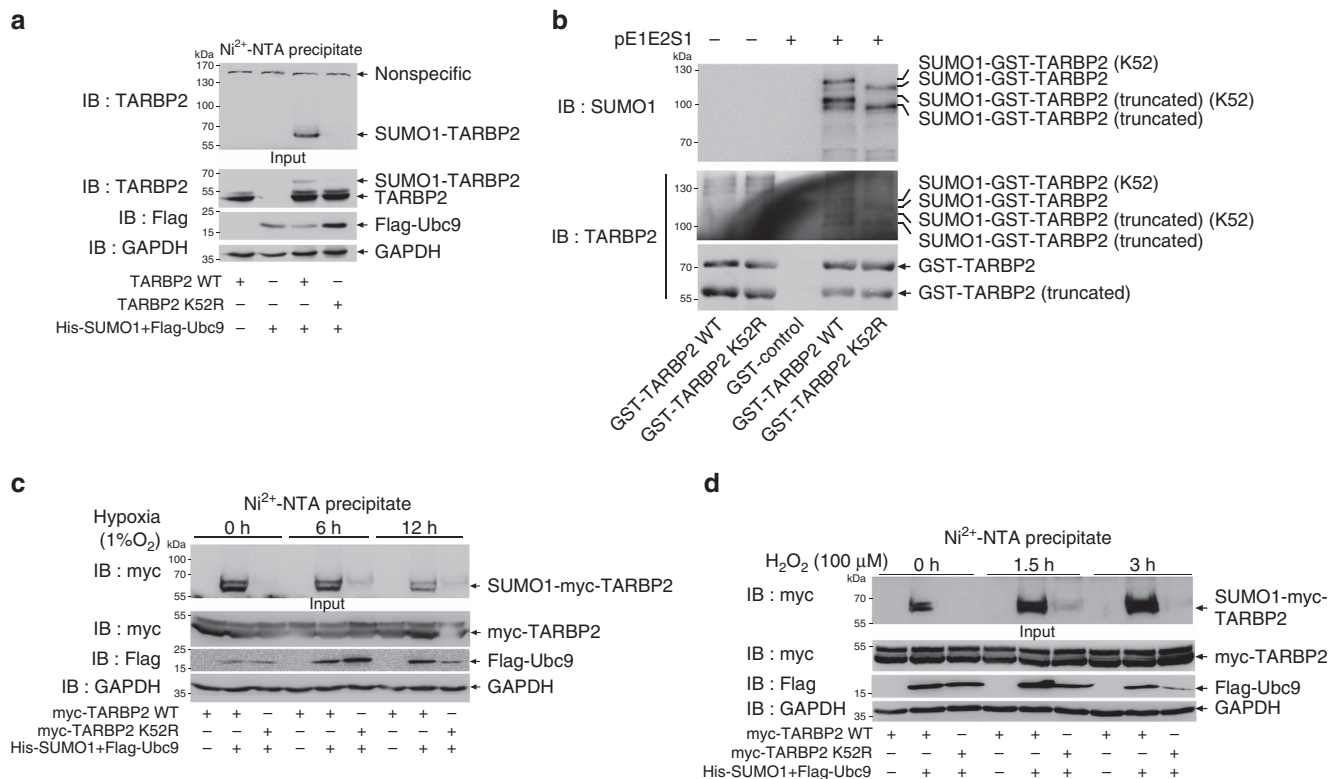 a
Ni2+-NTA precipitate
kDa
170
130
100
70
55
IB : TARBP2
Nonspecific
SUMO1-TARBP2
Input
70
55
IB : TARBP2
SUMO1-TARBP2
TARBP2
25
15
IB : Flag
Flag-Ubc9
35
IB : GAPDH
GAPDH
TARBP2 WT + – + –
TARBP2 K52R – – – +
His-SUMO1+Flag-Ubc9 – + + +
b
pE1E2S1 – – + + +
kDa
130
100
70
IB : SUMO1
SUMO1-GST-TARBP2 (K52)
SUMO1-GST-TARBP2
SUMO1-GST-TARBP2 (truncated) (K52)
SUMO1-GST-TARBP2 (truncated)
130
100
70
55
IB : TARBP2
SUMO1-GST-TARBP2 (K52)
SUMO1-GST-TARBP2
SUMO1-GST-TARBP2 (truncated) (K52)
SUMO1-GST-TARBP2 (truncated)
GST-TARBP2
GST-TARBP2 (truncated)
GST-TARBP2 WT
GST-TARBP2 K52R
GST-control
GST-TARBP2 WT
GST-TARBP2 K52R
c
Ni2+-NTA precipitate
Hypoxia
(1%O2)
0 h 6 h 12 h
kDa
100
70
55
IB : myc
SUMO1-myc-TARBP2
Input
55
IB : myc
myc-TARBP2
25
15
IB : Flag
Flag-Ubc9
35
IB : GAPDH
GAPDH
myc-TARBP2 WT + + – + + – + + –
myc-TARBP2 K52R – – + – – + – – +
His-SUMO1+Flag-Ubc9 – + + – + + – + +
d
Ni2+-NTA precipitate
H2O2 (100 μM) 0 h 1.5 h 3 h
kDa
70
55
IB : myc
SUMO1-myc-
TARBP2
Input
55
IB : myc
myc-TARBP2
15
IB : Flag
Flag-Ubc9
35
IB : GAPDH
GAPDH
myc-TARBP2 WT + + – + + – + + –
myc-TARBP2 K52R – – + – – + – – +
His-SUMO1+Flag-Ubc9 – + + – + + – + +